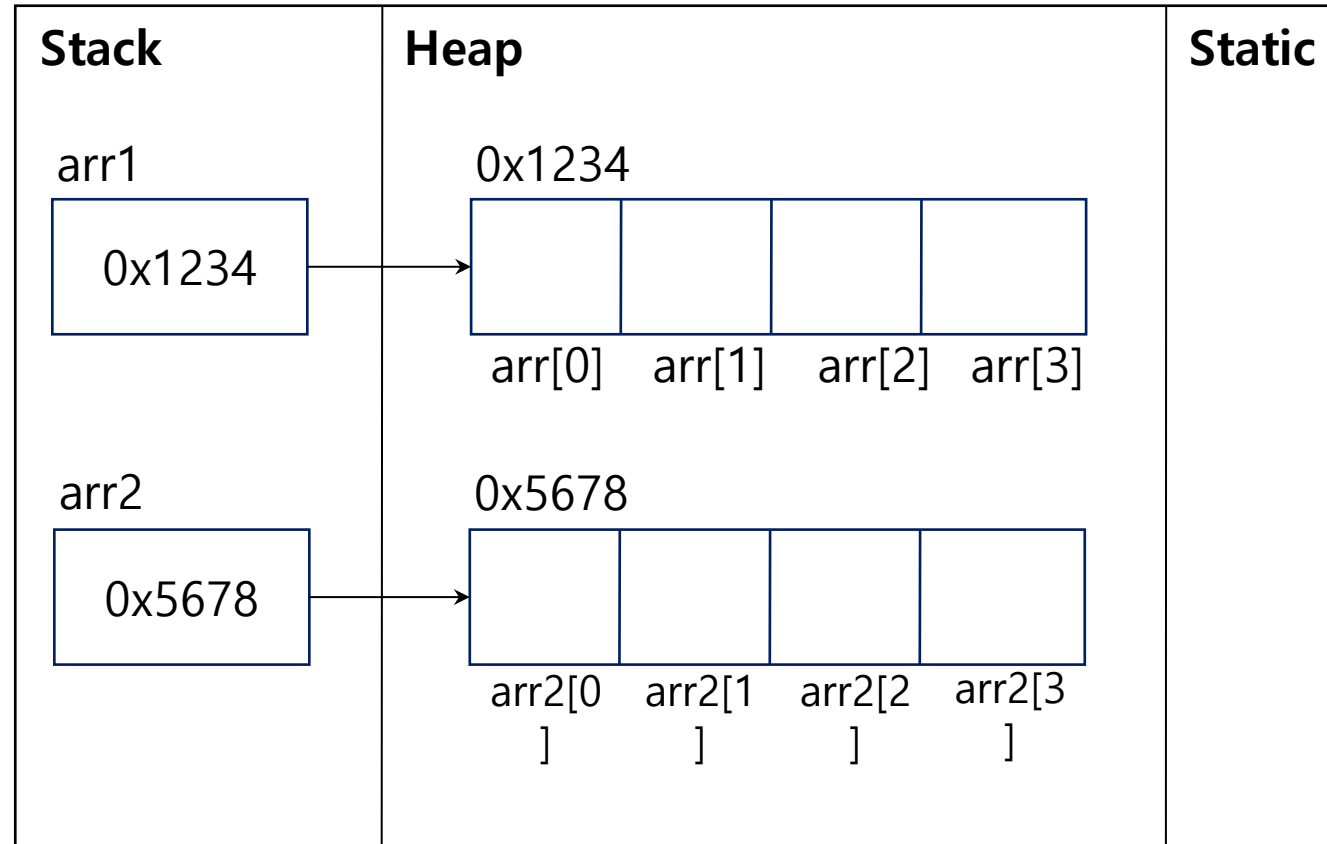 Stack Heap Static
arr1 0x1234
0x1234
arr[0] arr[1] arr[2] arr[3]
arr2 0x5678
0x5678
arr2[0 arr2[1 arr2[2 arr2[3
] ] ] ]